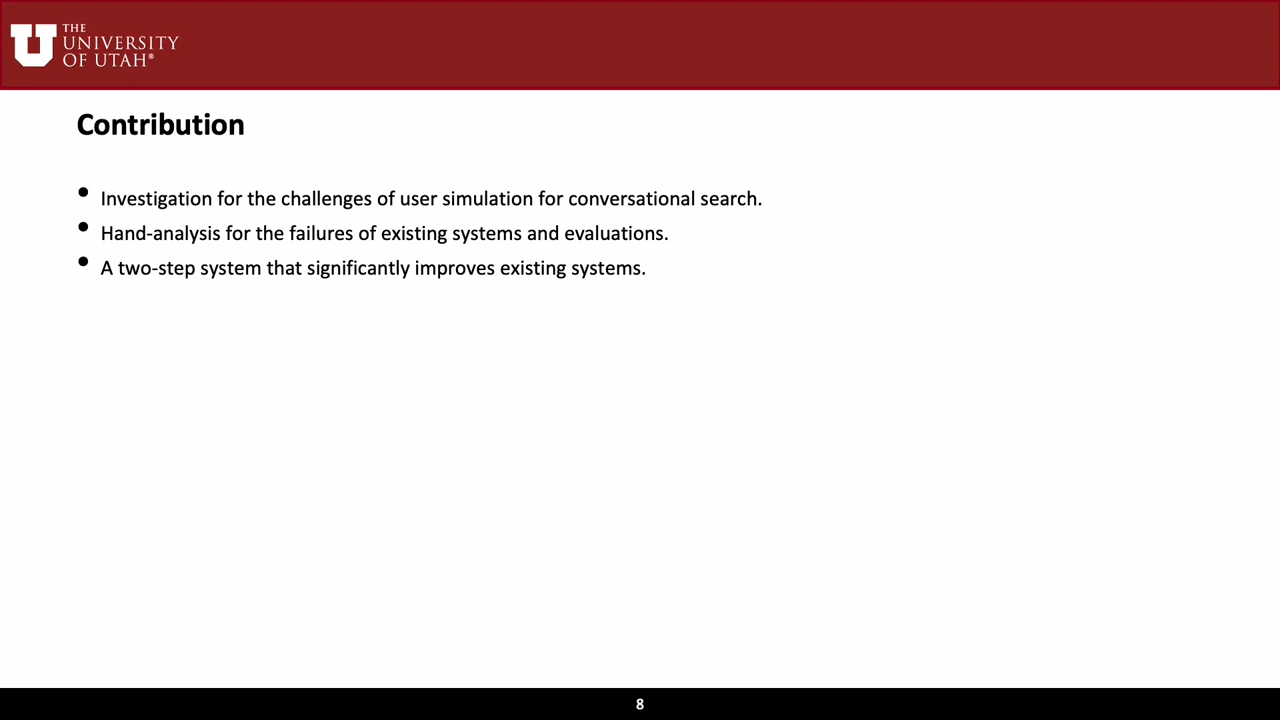 THE
UNIVERSITY
OF UTAH®
Contribution
• Investigation for the challenges of user simulation for conversational search.
• Hand-analysis for the failures of existing systems and evaluations.
• A two-step system that significantly improves existing systems.
8